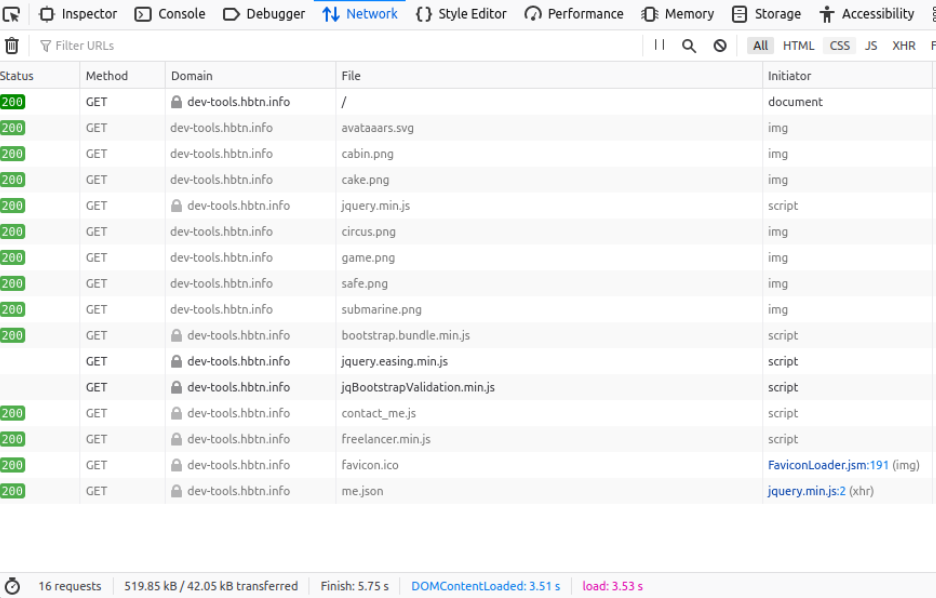 Inspector Console Debugger Network Style Editor Performance Memory Storage Accessibility
Filter URLs All HTML CSS JS XHR
Status Method Domain File Initiator
200 GET dev-tools.hbtn.info / document
200 GET dev-tools.hbtn.info avataaars.svg img
200 GET dev-tools.hbtn.info cabin.png img
200 GET dev-tools.hbtn.info cake.png img
200 GET dev-tools.hbtn.info jquery.min.js script
200 GET dev-tools.hbtn.info circus.png img
200 GET dev-tools.hbtn.info game.png img
200 GET dev-tools.hbtn.info safe.png img
200 GET dev-tools.hbtn.info submarine.png img
200 GET dev-tools.hbtn.info bootstrap.bundle.min.js script
GET dev-tools.hbtn.info jquery.easing.min.js script
GET dev-tools.hbtn.info jqBootstrapValidation.min.js script
200 GET dev-tools.hbtn.info contact_me.js script
200 GET dev-tools.hbtn.info freelancer.min.js script
200 GET dev-tools.hbtn.info favicon.ico FaviconLoader.jsm:191 (img)
200 GET dev-tools.hbtn.info me.json jquery.min.js:2 (xhr)
16 requests 519.85 kB / 42.05 kB transferred Finish: 5.75 s DOMContentLoaded: 3.51 s load: 3.53 s